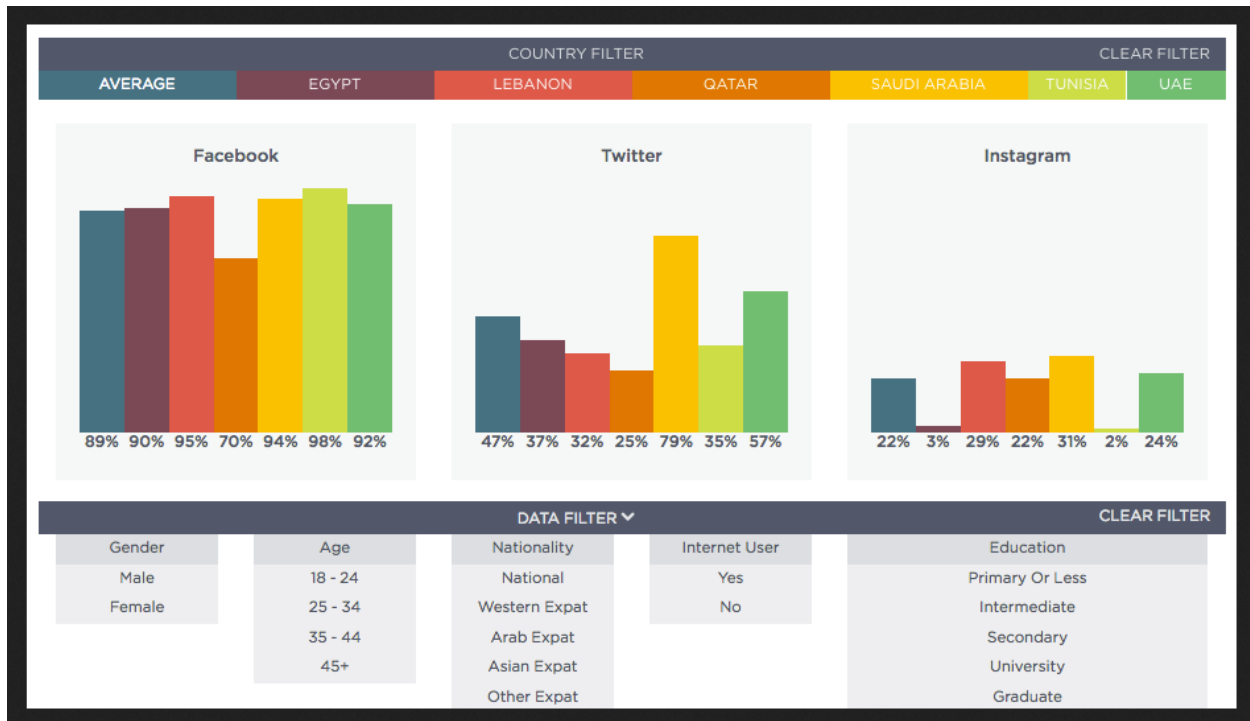 COUNTRY FILTER CLEAR FILTER
AVERAGE EGYPT LEBANON QATAR SAUDI ARABIA TUNISIA UAE
Facebook Twitter Instagram
89% 90% 95% 70% 94% 98% 92% 47% 37% 32% 25% 79% 35% 57% 22% 3% 29% 22% 31% 2% 24%
DATA FILTER CLEAR FILTER
Gender Age Nationality Internet User Education
Male 18 - 24 National Yes Primary Or Less
Female 25 - 34 Western Expat No Intermediate
35 - 44 Arab Expat Secondary
45+ Asian Expat University
Other Expat Graduate